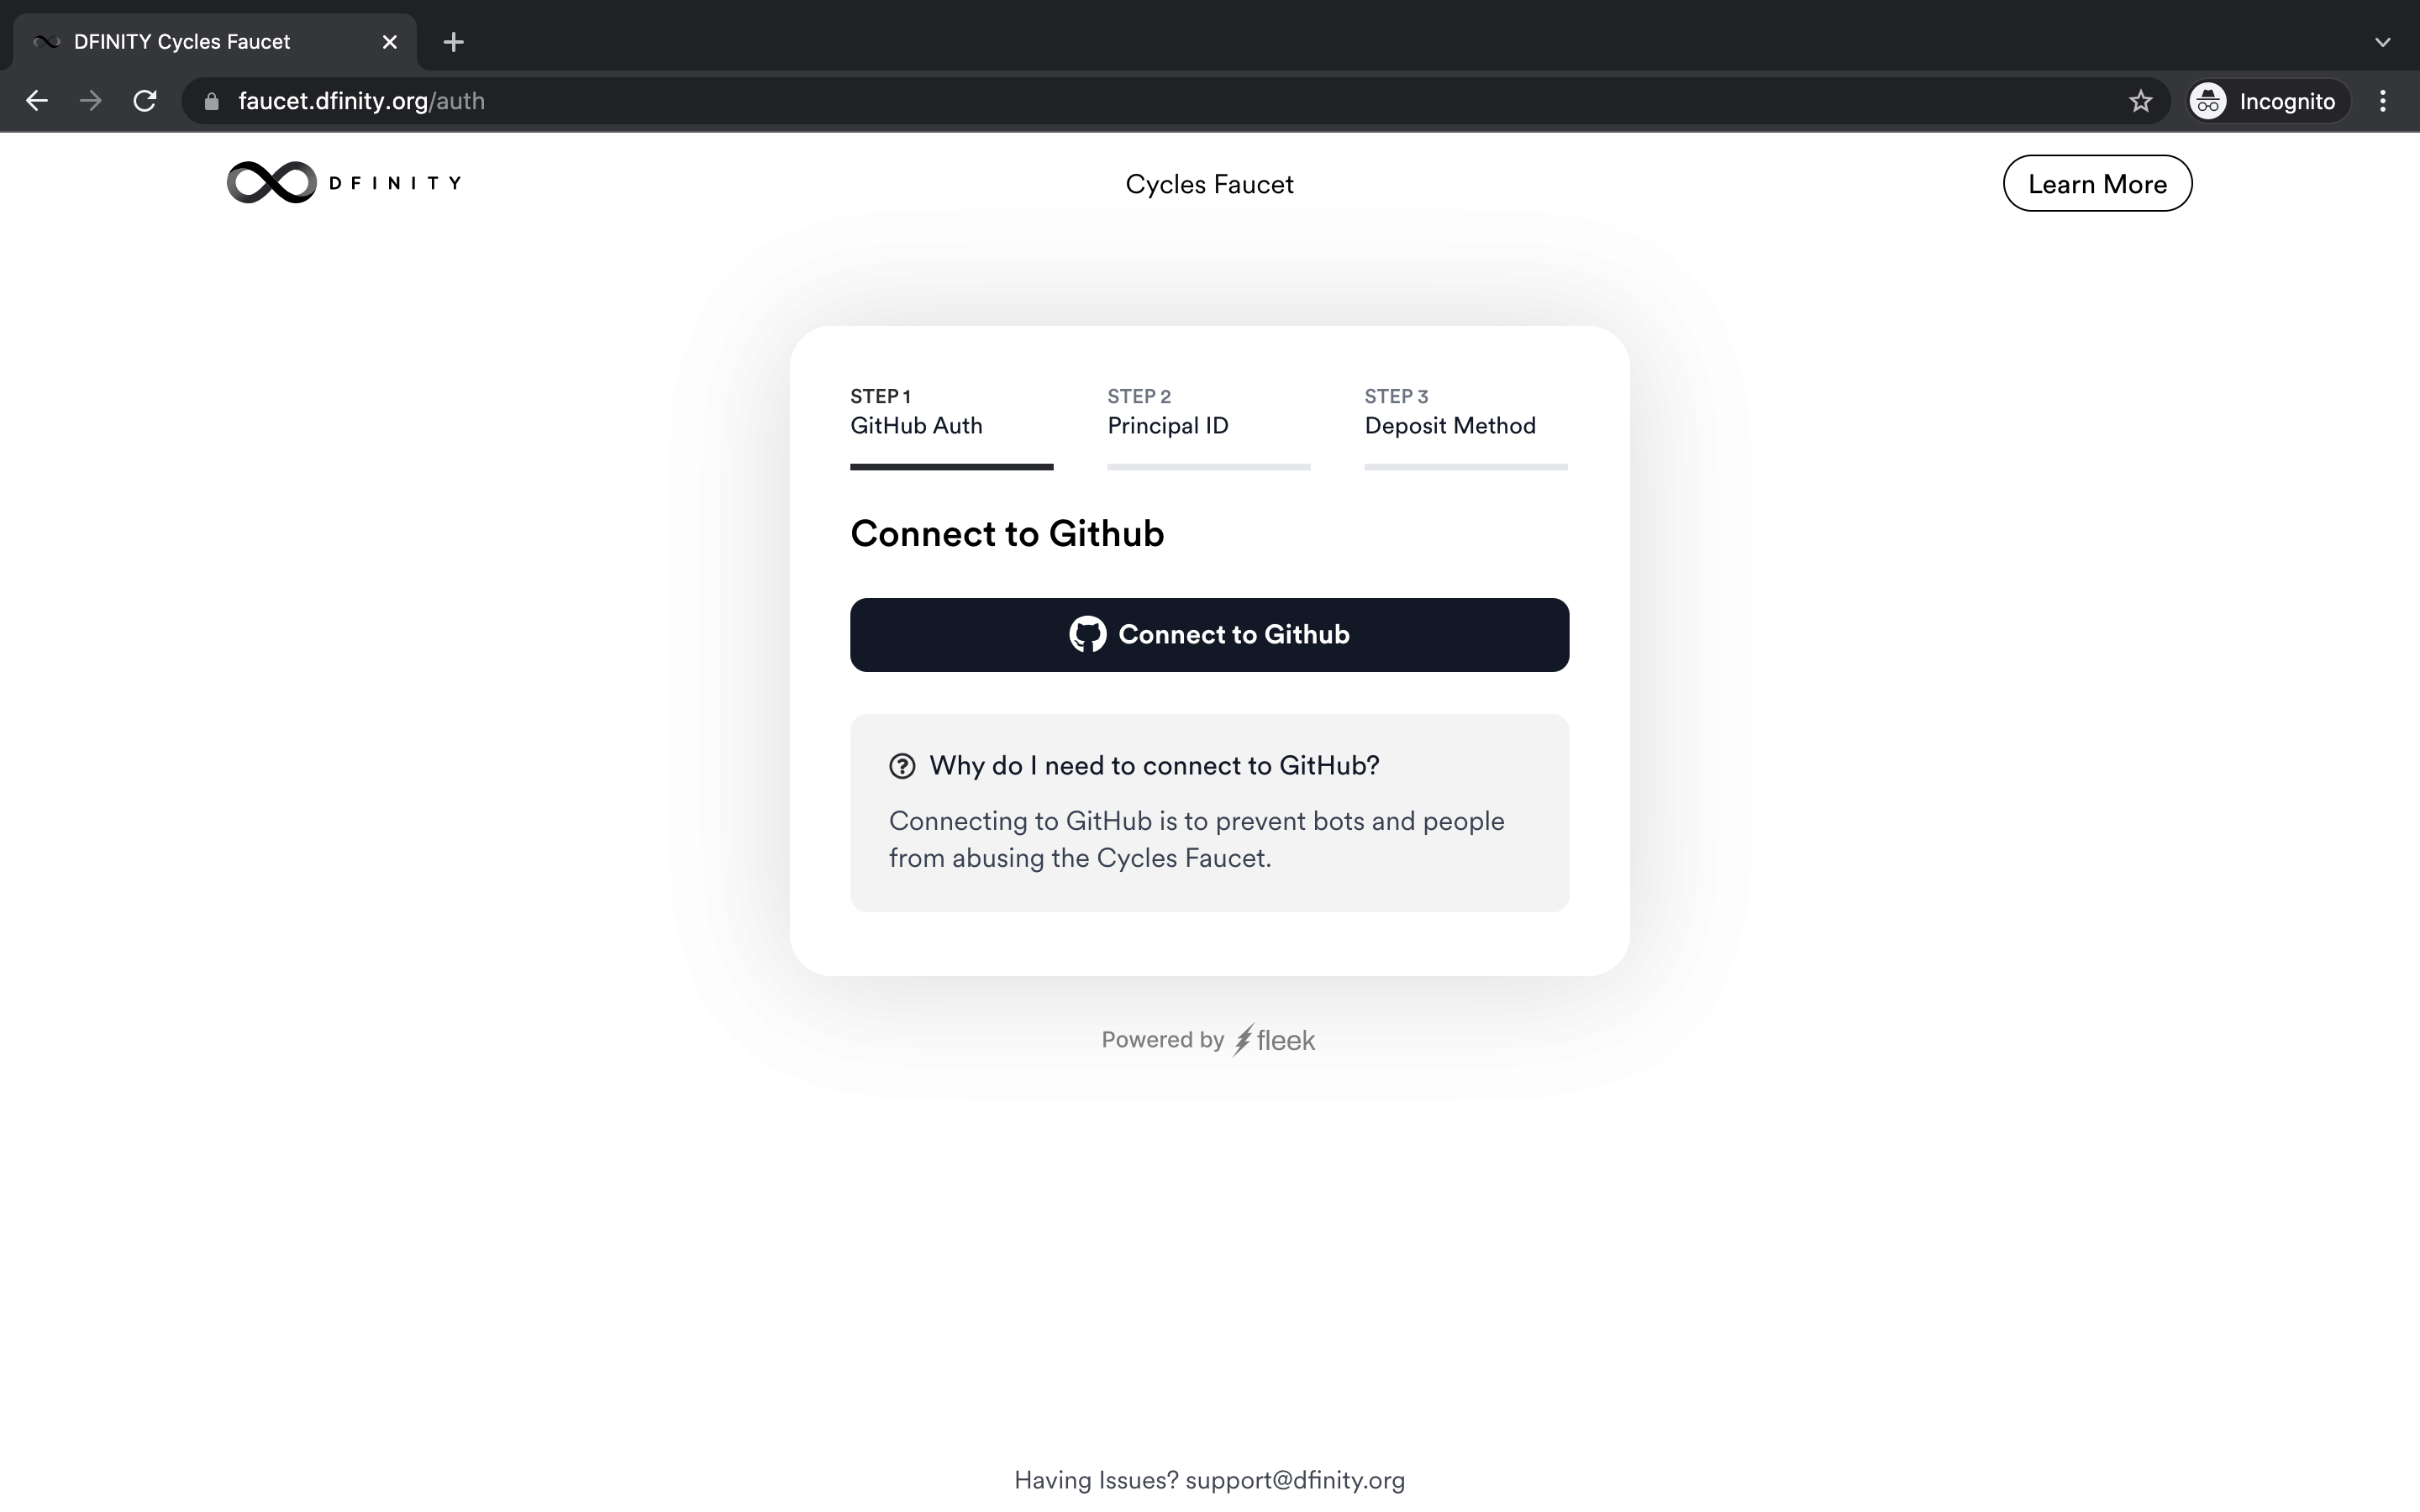 DFINITY Cycles Faucet
faucet.dfinity.org/auth
Incognito
DFINITY
Cycles Faucet
Learn More
STEP 1
GitHub Auth
STEP 2
Principal ID
STEP 3
Deposit Method
Connect to Github
Connect to Github
Why do I need to connect to GitHub?
Connecting to GitHub is to prevent bots and people
from abusing the Cycles Faucet.
Powered by fleek
Having Issues? support@dfinity.org